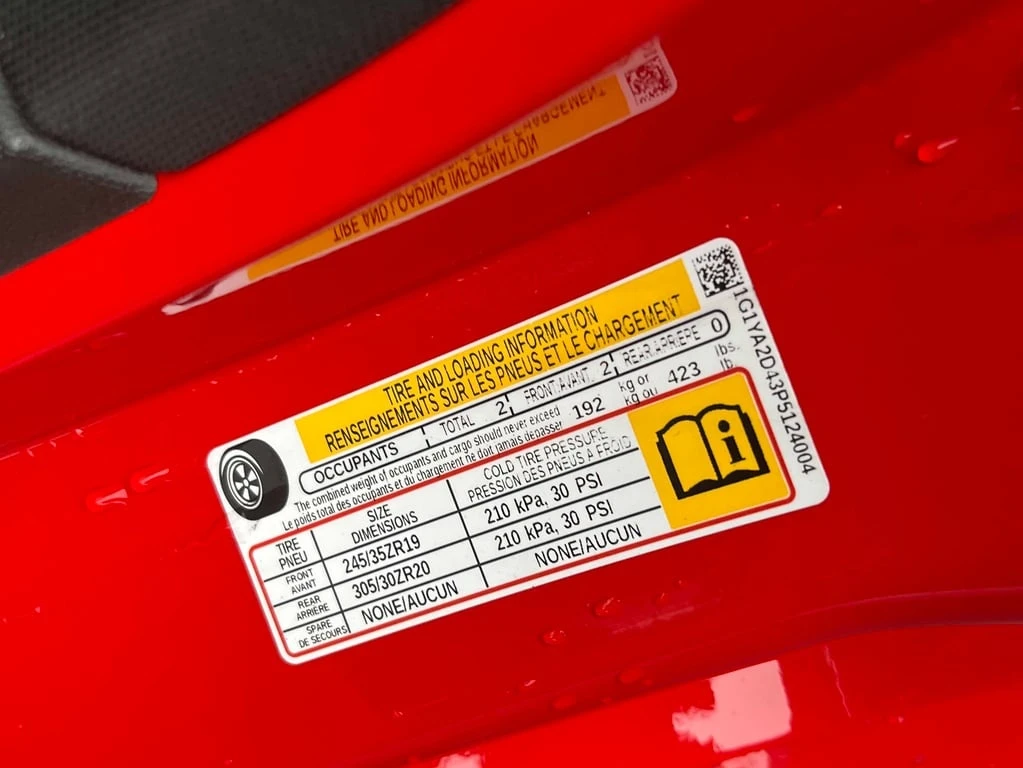 TIRE AND LOADING INFORMATION
TIRE AND LOADING INFORMATION
RENSEIGNEMENTS SUR LES PNEUS ET LE CHARGEMENT
1G1YA2D43P5124004
OCCUPANTS TOTAL 2 FRONT/AVANT 2 REAR/ARRIÈRE 0
The combined weight of occupants and cargo should never exceed 192 kg or 423 lbs.
Le poids total des occupants et du chargement ne doit jamais dépasser kg ou lb.
TIRE SIZE COLD TIRE PRESSURE
PNEU DIMENSIONS PRESSION DES PNEUS À FROID
FRONT 245/35ZR19 210 kPa, 30 PSI
AVANT
REAR 305/30ZR20 210 kPa, 30 PSI
ARRIÈRE
SPARE NONE/AUCUN NONE/AUCUN
DE SECOURS